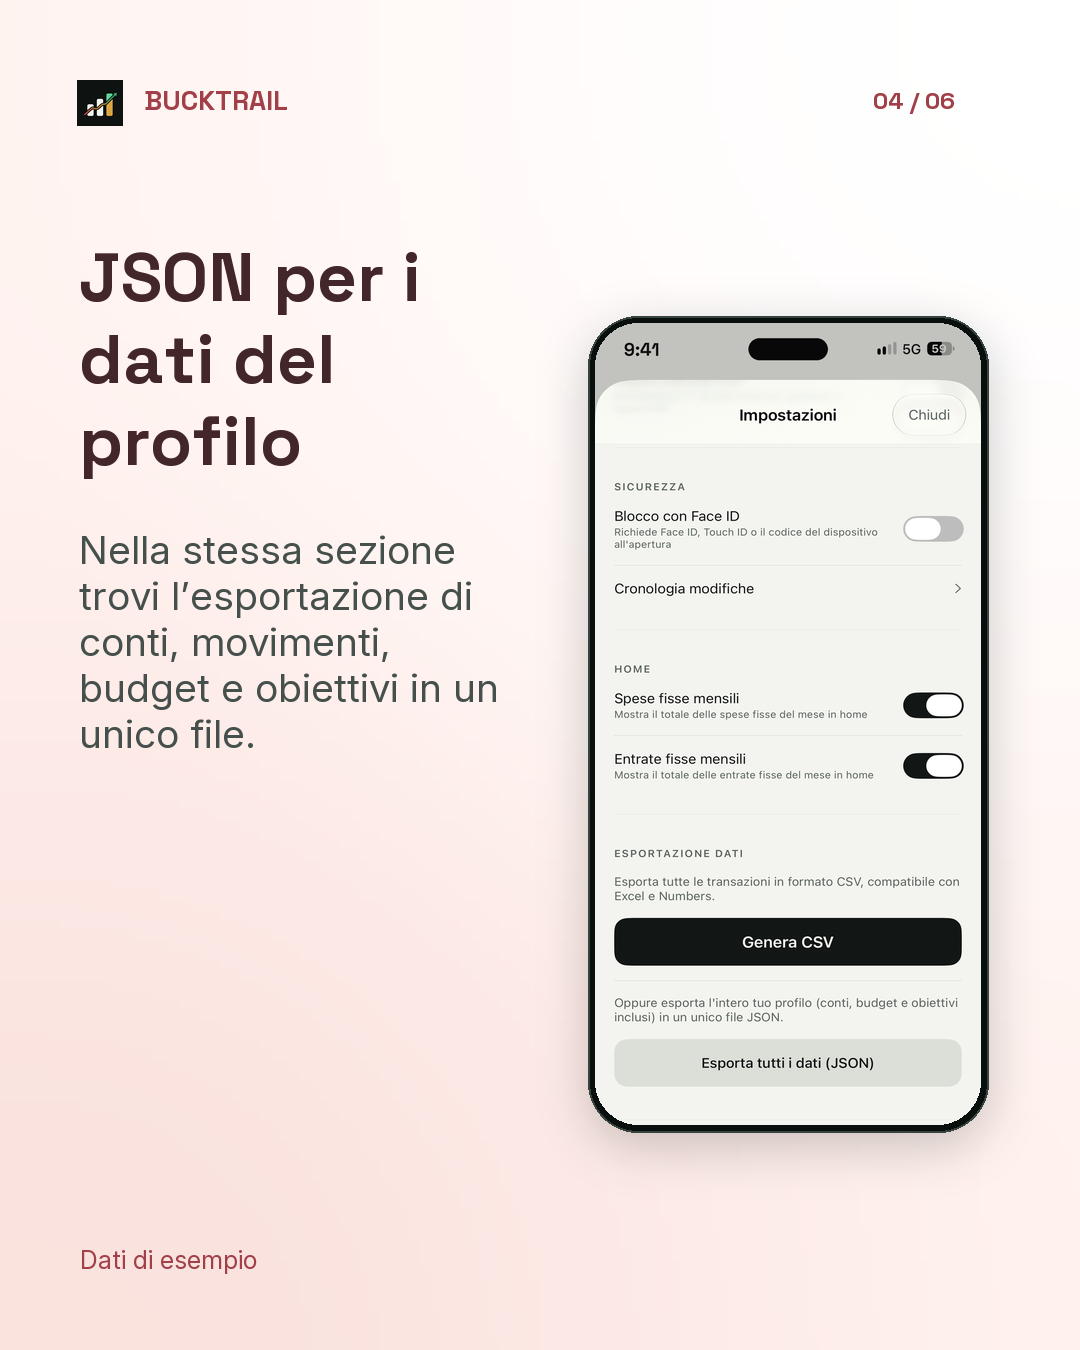 BUCKTRAIL
04 / 06
JSON per i
dati del
profilo
Nella stessa sezione
trovi l’esportazione di
conti, movimenti,
budget e obiettivi in un
unico file.
9:41
5G
59
Impostazioni
Chiudi
SICUREZZA
Blocco con Face ID
Richiede Face ID, Touch ID o il codice del dispositivo
all'apertura
Cronologia modifiche
HOME
Spese fisse mensili
Mostra il totale delle spese fisse del mese in home
Entrate fisse mensili
Mostra il totale delle entrate fisse del mese in home
ESPORTAZIONE DATI
Esporta tutte le transazioni in formato CSV, compatibile con
Excel e Numbers.
Genera CSV
Oppure esporta l'intero tuo profilo (conti, budget e obiettivi
inclusi) in un unico file JSON.
Esporta tutti i dati (JSON)
Dati di esempio